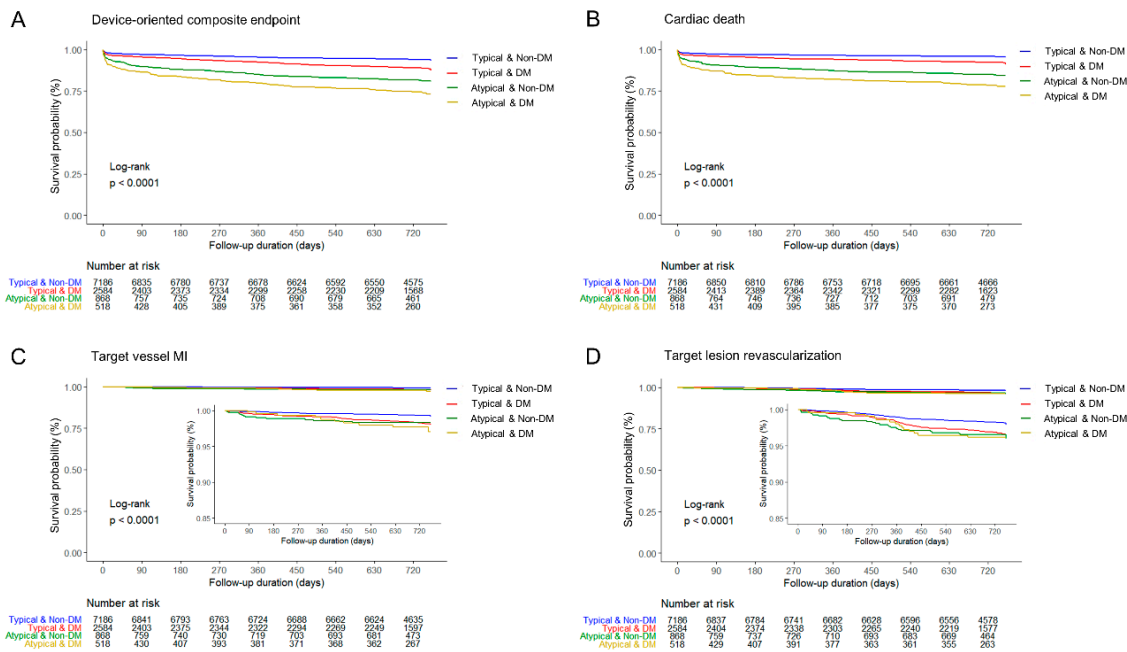 A
Device-oriented composite endpoint
1.00
0.75
0.50
0.25
0.00
Survival probability (%)
Log-rank
p < 0.0001
Typical & Non-DM
Typical & DM
Atypical & Non-DM
Atypical & DM
0 90 180 270 360 450 540 630 720
Follow-up duration (days)
Number at risk
Typical & Non-DM 7186 6835 6780 6737 6678 6624 6592 6550 4575
Typical & DM 2584 2403 2373 2334 2299 2258 2230 2209 1568
Atypical & Non-DM 868 757 735 724 708 690 679 665 461
Atypical & DM 518 428 405 389 375 361 358 352 260
B
Cardiac death
1.00
0.75
0.50
0.25
0.00
Survival probability (%)
Log-rank
p < 0.0001
Typical & Non-DM
Typical & DM
Atypical & Non-DM
Atypical & DM
0 90 180 270 360 450 540 630 720
Follow-up duration (days)
Number at risk
Typical & Non-DM 7186 6850 6810 6786 6753 6718 6695 6661 4666
Typical & DM 2584 2413 2389 2364 2342 2321 2299 2282 1623
Atypical & Non-DM 868 764 746 736 727 712 703 691 479
Atypical & DM 518 431 409 395 385 377 375 370 273
C
Target vessel MI
1.00
0.75
0.50
0.25
0.00
Survival probability (%)
Log-rank
p < 0.0001
1.00
0.95
0.90
0.85
Survival probability (%)
0 90 180 270 360 450 540 630 720
Follow-up duration (days)
Typical & Non-DM
Typical & DM
Atypical & Non-DM
Atypical & DM
0 90 180 270 360 450 540 630 720
Follow-up duration (days)
Number at risk
Typical & Non-DM 7186 6841 6793 6763 6724 6688 6662 6624 4635
Typical & DM 2584 2403 2375 2344 2322 2294 2269 2249 1597
Atypical & Non-DM 868 759 740 730 719 703 693 681 473
Atypical & DM 518 430 407 393 381 371 368 362 267
D
Target lesion revascularization
1.00
0.75
0.50
0.25
0.00
Survival probability (%)
Log-rank
p < 0.0001
1.00
0.95
0.90
0.85
Survival probability (%)
0 90 180 270 360 450 540 630 720
Follow-up duration (days)
Typical & Non-DM
Typical & DM
Atypical & Non-DM
Atypical & DM
0 90 180 270 360 450 540 630 720
Follow-up duration (days)
Number at risk
Typical & Non-DM 7186 6837 6784 6741 6682 6628 6596 6556 4578
Typical & DM 2584 2404 2374 2338 2303 2265 2240 2219 1577
Atypical & Non-DM 868 759 737 726 710 693 683 669 464
Atypical & DM 518 429 407 391 377 363 361 355 263